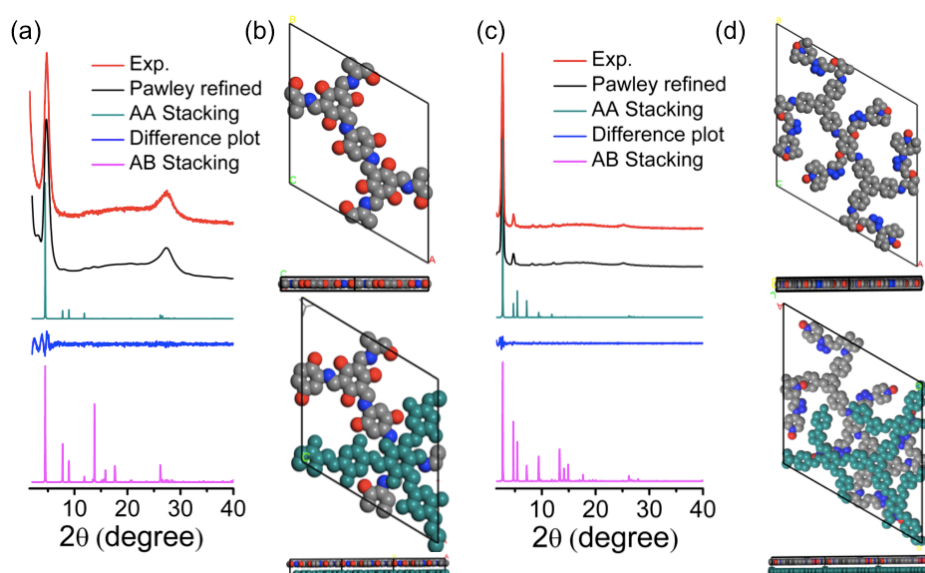 (a)
Exp.
Pawley refined
AA Stacking
Difference plot
AB Stacking
0 10 20 30 40
2θ (degree)
(b)
B
C
A
C
(c)
Exp.
Pawley refined
AA Stacking
Difference plot
AB Stacking
10 20 30 40
2θ (degree)
(d)
C
A